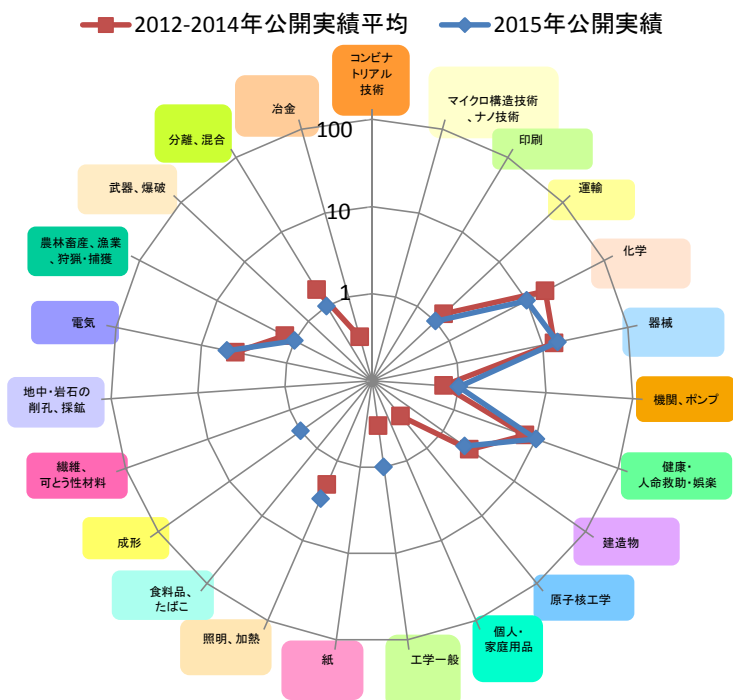 2012-2014年公開実績平均
2015年公開実績
コンビナ
トリアル
技術
マイクロ構造技術
、ナノ技術
印刷
運輸
化学
器械
機関、ポンプ
健康・
人命救助・娯楽
建造物
原子核工学
個人・
家庭用品
工学一般
紙
照明、加熱
食料品、
たばこ
成形
繊維、
可とう性材料
地中・岩石の
削孔、採鉱
電気
農林畜産、漁業
、狩猟・捕獲
武器、爆破
分離、混合
冶金
100
10
1